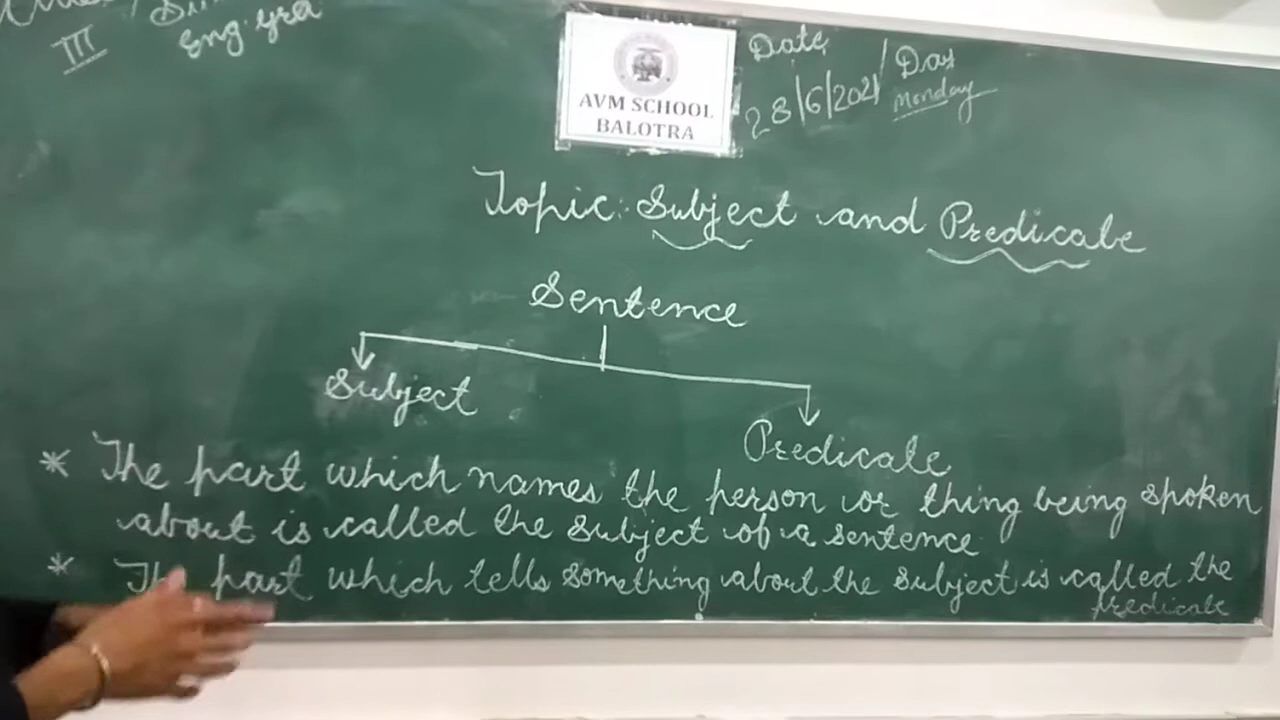 III
Eng gra
AVM SCHOOL
BALOTRA
Date / Day
28/6/2021 Monday
Topic: Subject and Predicate
Sentence
Subject
Predicate
* The part which names the person or thing being spoken
about is called the subject of a sentence
* The part which tells something about the subject is called the
predicate